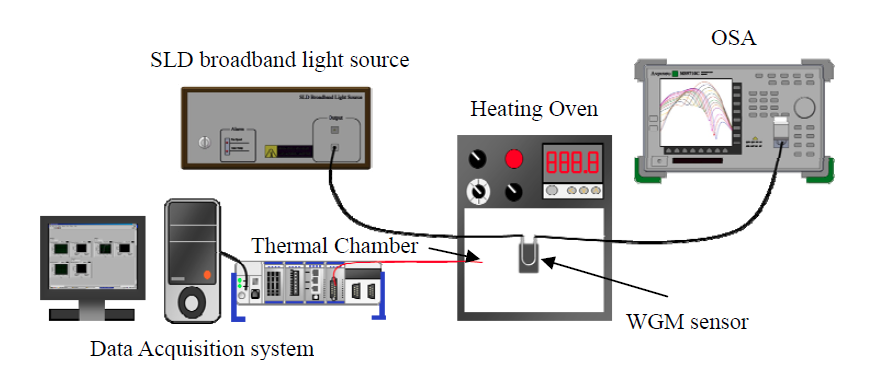 OSA
SLD broadband light source
Heating Oven
SLD Broadband Light Source
Output
Alarm
888.8
Thermal Chamber
WGM sensor
Data Acquisition system